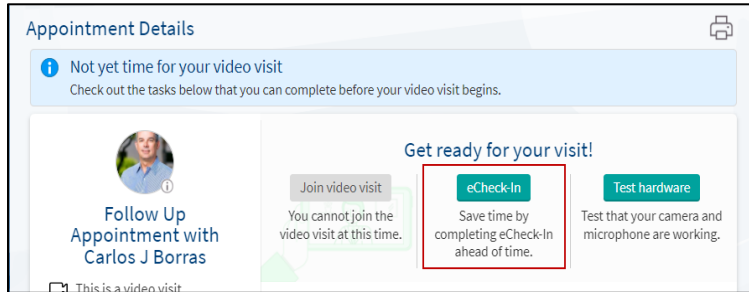 Appointment Details
Not yet time for your video visit
Check out the tasks below that you can complete before your video visit begins.
Get ready for your visit!
Join video visit
You cannot join the
video visit at this time.
eCheck-In
Save time by
completing eCheck-In
ahead of time.
Test hardware
Test that your camera and
microphone are working.
Follow Up
Appointment with
Carlos J Borras
This is a video visit